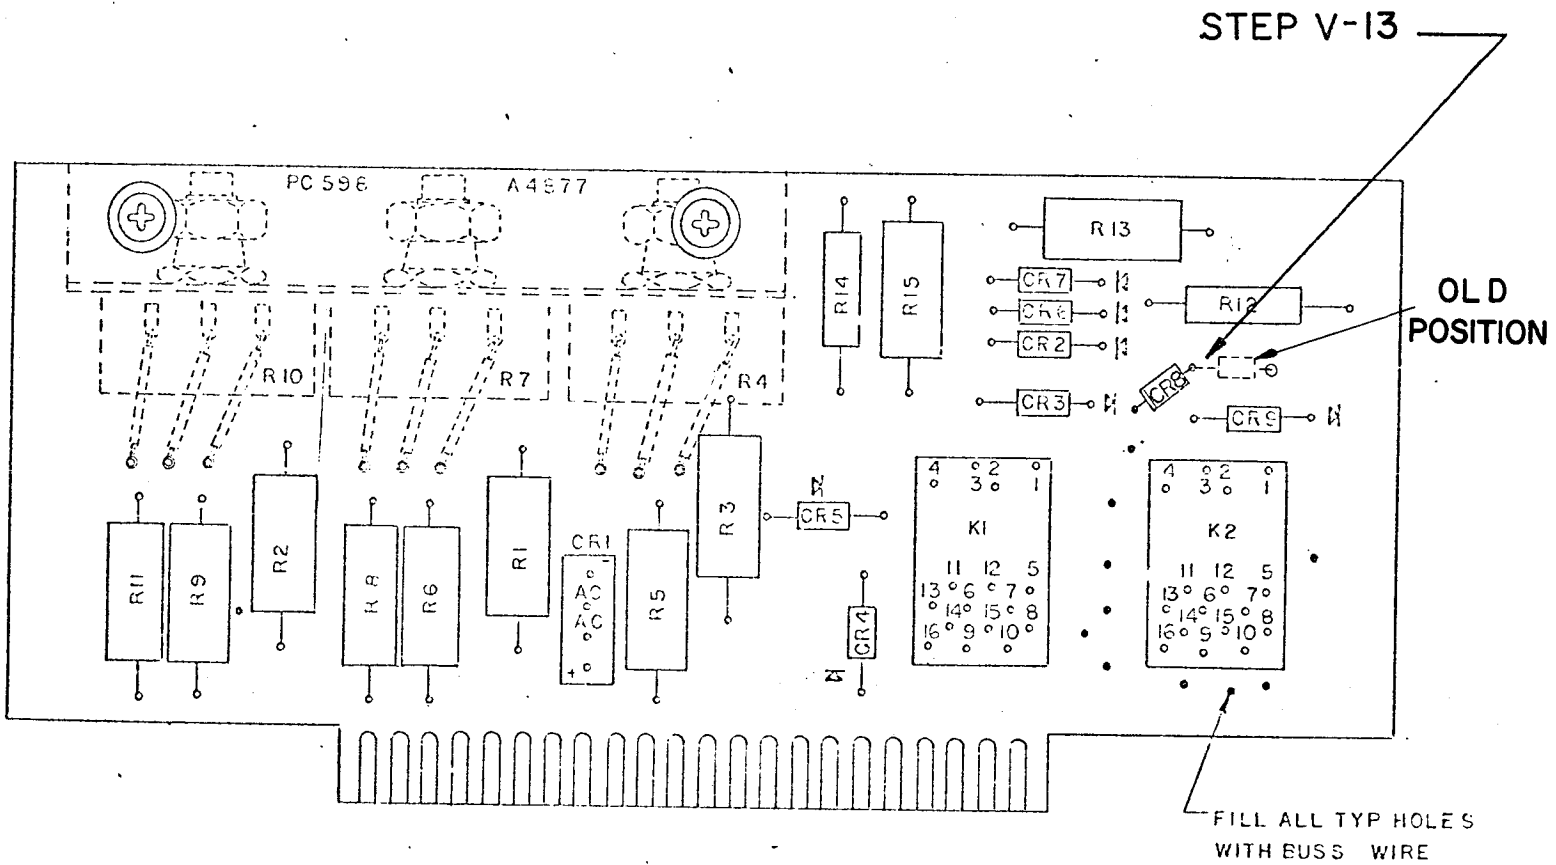 STEP V-13
PC 596 A4977
R13
R14
R15
CR7
CR6
R12
OLD
POSITION
CR2
R10
R7
R4
CR8
CR3
CR9
4 2
3 1
K1
11 12 5
13 6 7
14 15 8
16 9 10
4 2
3 1
K2
11 12 5
13 6 7
14 15 8
16 9 10
R3
CR5
R2
R1
CR1
-
AC
AC
+
R11
R9
R8
R6
R5
CR4
FILL ALL TYP HOLES
WITH BUSS WIRE